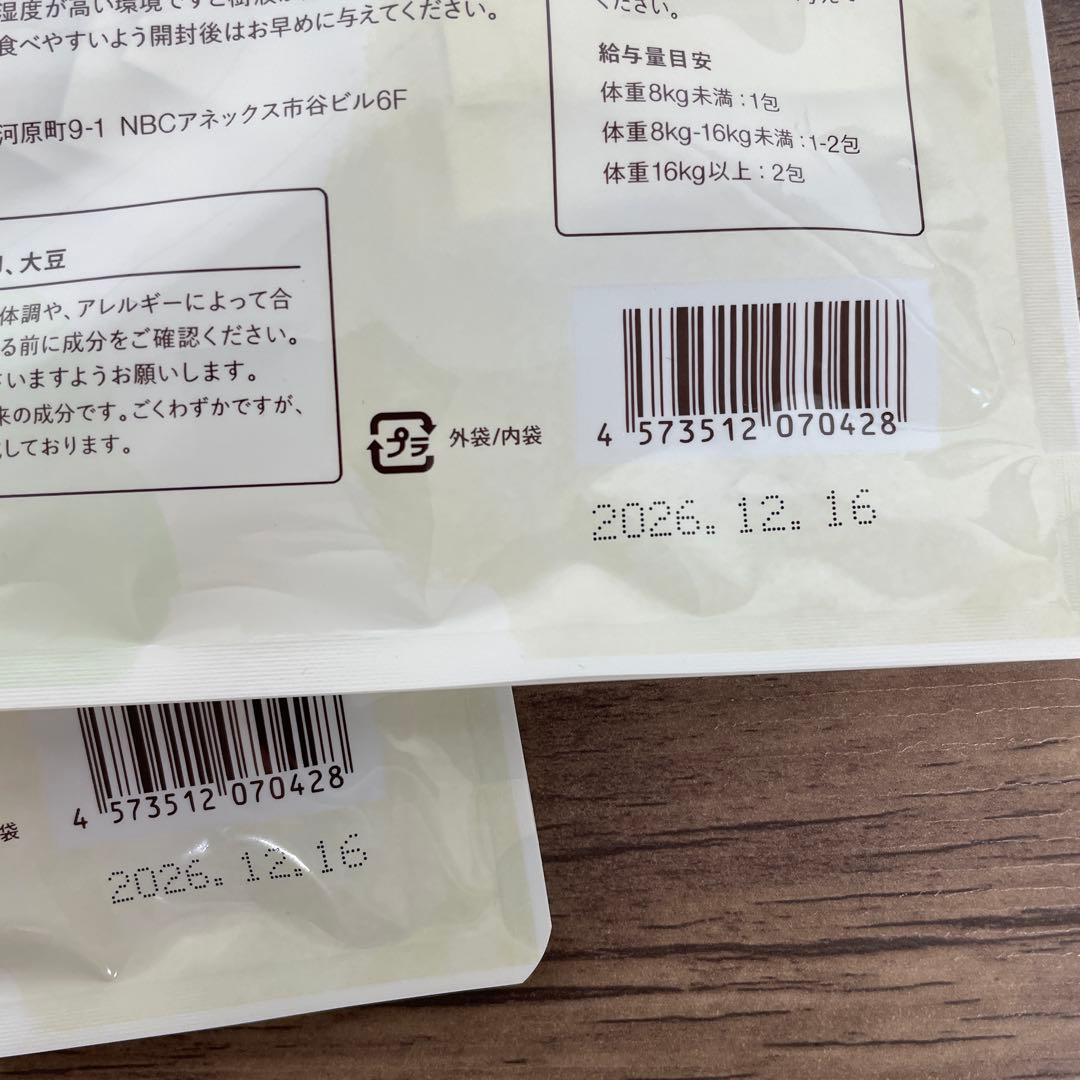 湿度が高い環境ですと
食べやすいよう開封後はお早めに与えてください。
河原町9-1 NBCアネックス市谷ビル6F
、大豆
体調や、アレルギーによって合
る前に成分をご確認ください。
いますようお願いします。
来の成分です。ごくわずかですが、
しております。
ください。
給与量目安
体重8kg未満:1包
体重8kg-16kg未満:1-2包
体重16kg以上:2包
プラ 外袋/内袋
4 573512 070428
2026.12.16
袋
4 573512 070428
2026.12.16